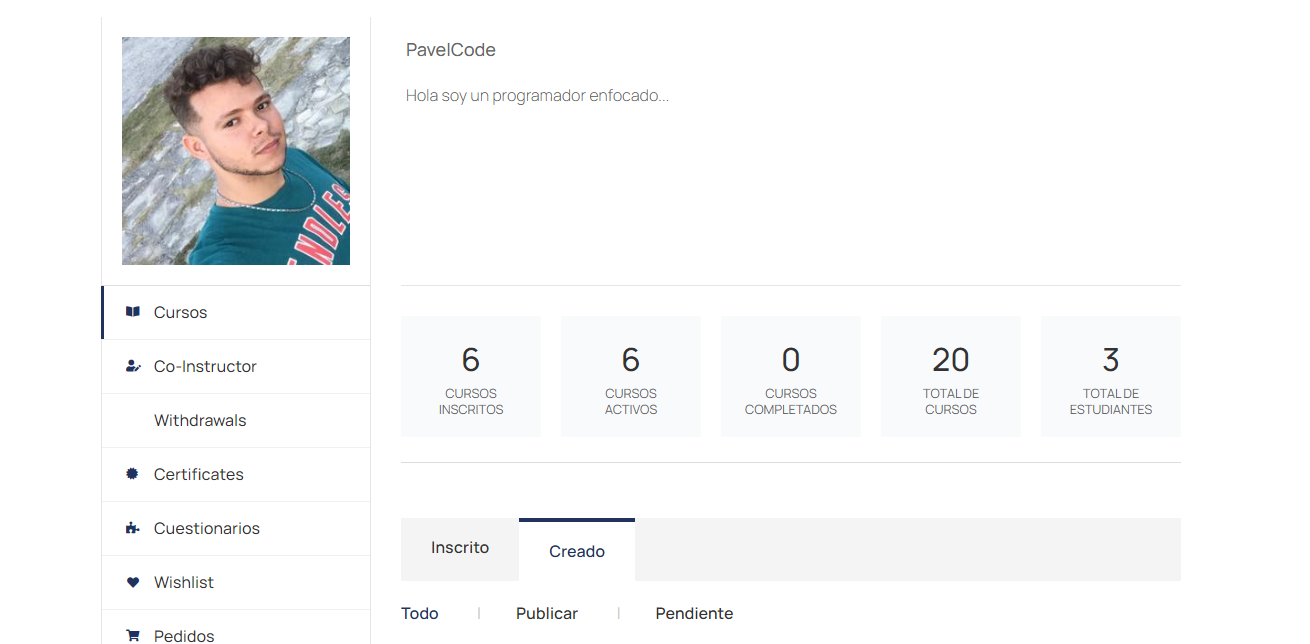 PavelCode
Hola soy un programador enfocado...
Cursos
Co-Instructor
Withdrawals
Certificates
Cuestionarios
Wishlist
Pedidos
6
CURSOS
INSCRITOS
6
CURSOS
ACTIVOS
0
CURSOS
COMPLETADOS
20
TOTAL DE
CURSOS
3
TOTAL DE
ESTUDIANTES
Inscrito
Creado
Todo | Publicar | Pendiente